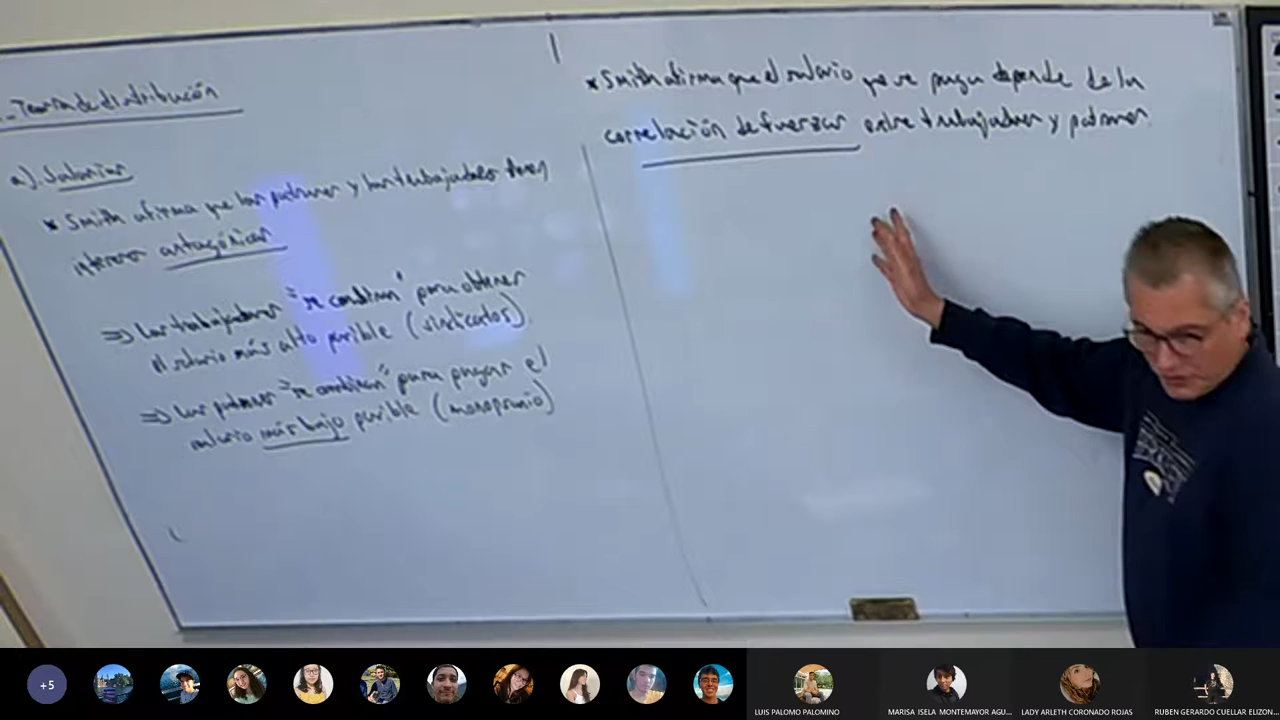 .-Teoría de distribución
a). Salarios
* Smith afirma que los patrones y los trabajadores tienen
intereses antagónicos
=> Los trabajadores "se combinan" para obtener
el salario más alto posible (sindicatos).
=> Los patrones "se combinan" para pagar el
salario más bajo posible (monopsonio)
* Smith afirma que el salario que se paga depende de la
correlación de fuerzas entre trabajadores y patrones
+5
LUIS PALOMO PALOMINO
MARISA ISELA MONTEMAYOR AGU...
LADY ARLETH CORONADO ROJAS
RUBEN GERARDO CUELLAR ELIZON...